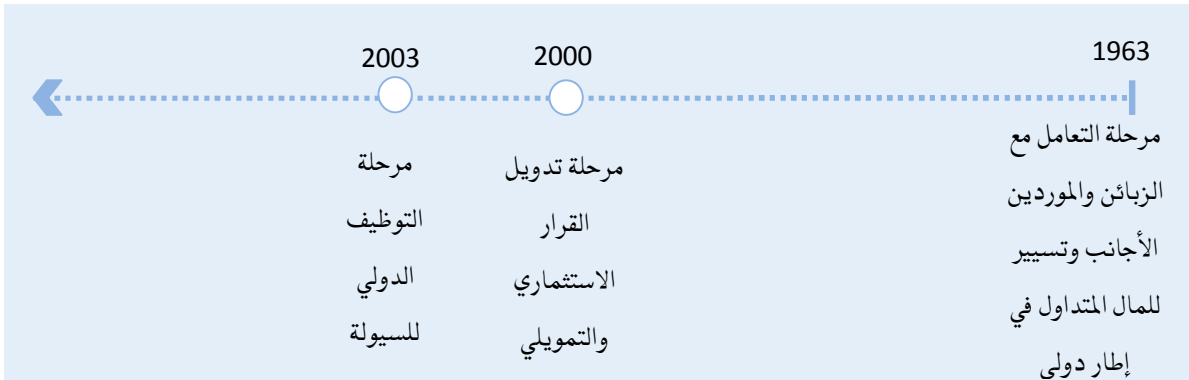 1963
مرحلة التعامل مع
الزبائن والموردين
الأجانب وتسيير
للمال المتداول في
إطار دولي
2000
مرحلة تدويل
القرار
الاستثماري
والتمويلي
2003
مرحلة
التوظيف
الدولي
للسيولة